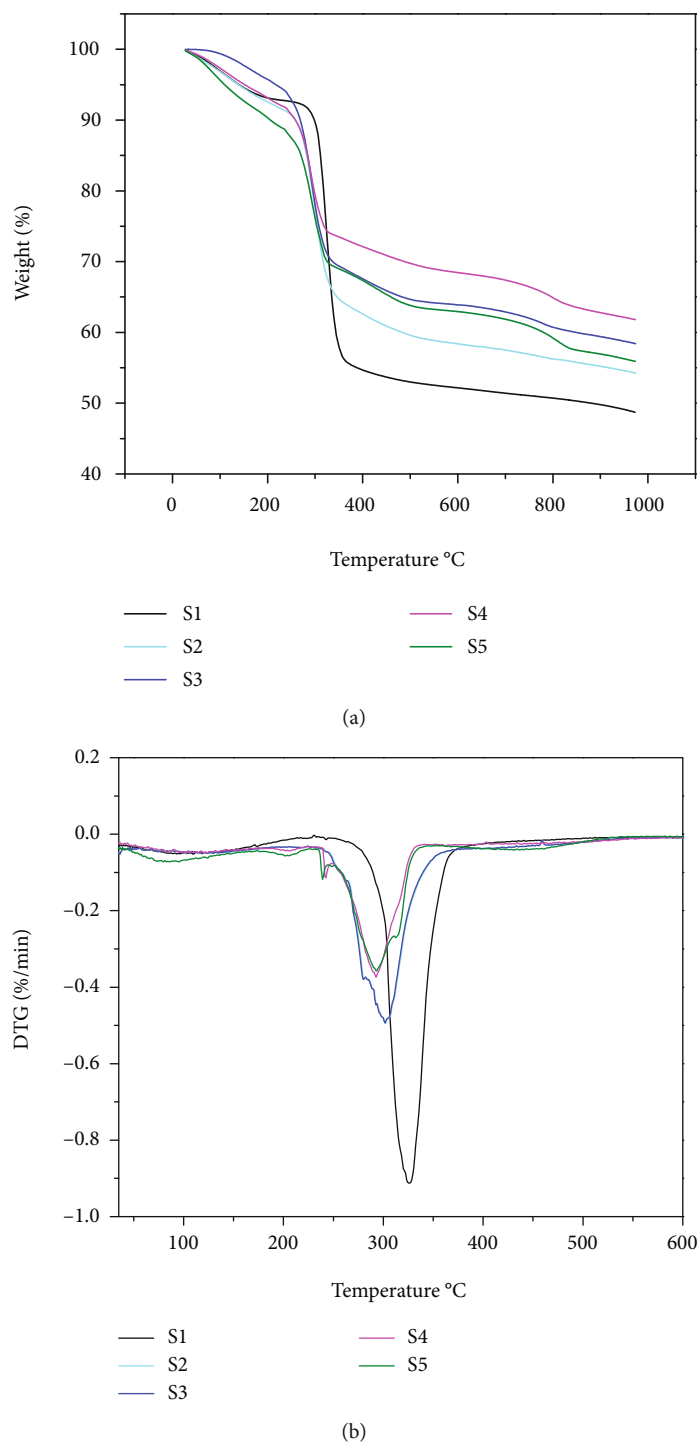 100
90
80
70
60
50
40
Weight (%)
0 200 400 600 800 1000
Temperature °C
S1 S4
S2 S5
S3
(a)
0.2
0.0
−0.2
−0.4
−0.6
−0.8
−1.0
DTG (%/min)
100 200 300 400 500 600
Temperature °C
S1 S4
S2 S5
S3
(b)